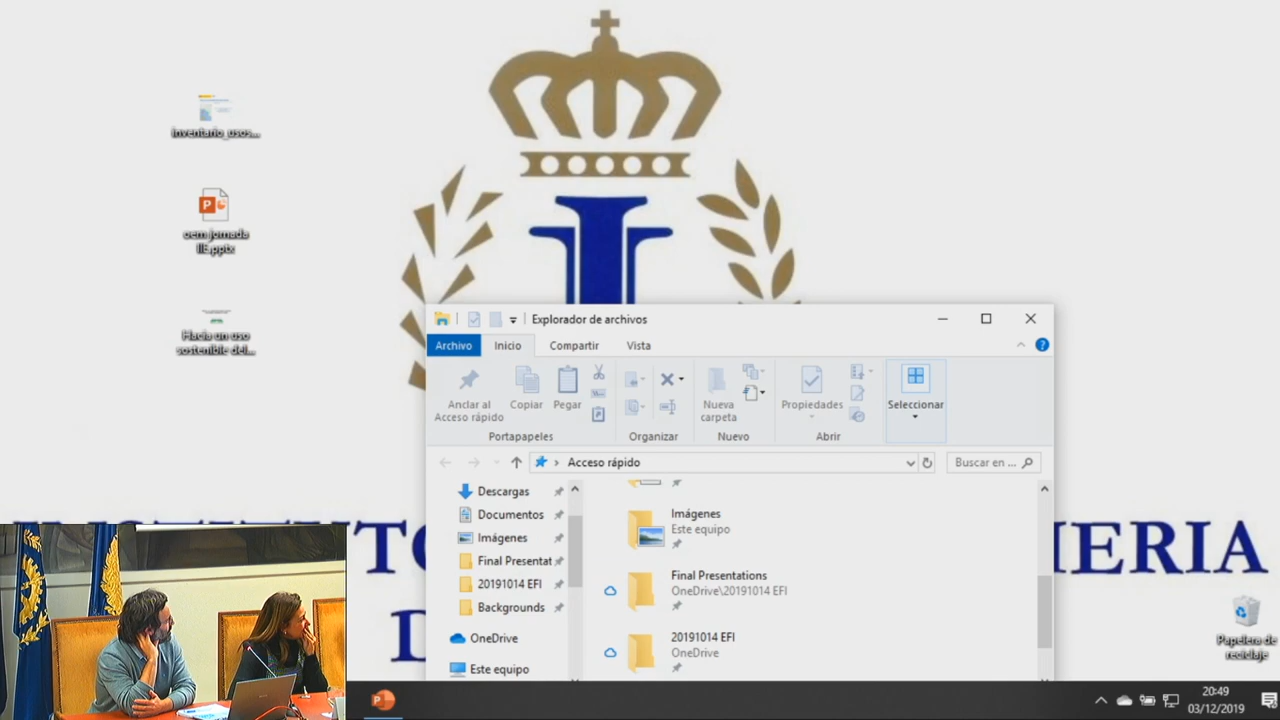 inventario_usos...
oem jornada
IIE.pptx
Hacia un uso
sostenible del...
Explorador de archivos
Archivo
Inicio
Compartir
Vista
Anclar al
Acceso rápido
Copiar
Pegar
Nueva
carpeta
Propiedades
Seleccionar
Portapapeles
Organizar
Nuevo
Abrir
Acceso rápido
Buscar en ...
Descargas
Documentos
Imágenes
Final Presentat
20191014 EFI
Backgrounds
OneDrive
Este equipo
Imágenes
Este equipo
Final Presentations
OneDrive\20191014 EFI
20191014 EFI
OneDrive
IERIA
D
Papelera de
reciclaje
20:49
03/12/2019